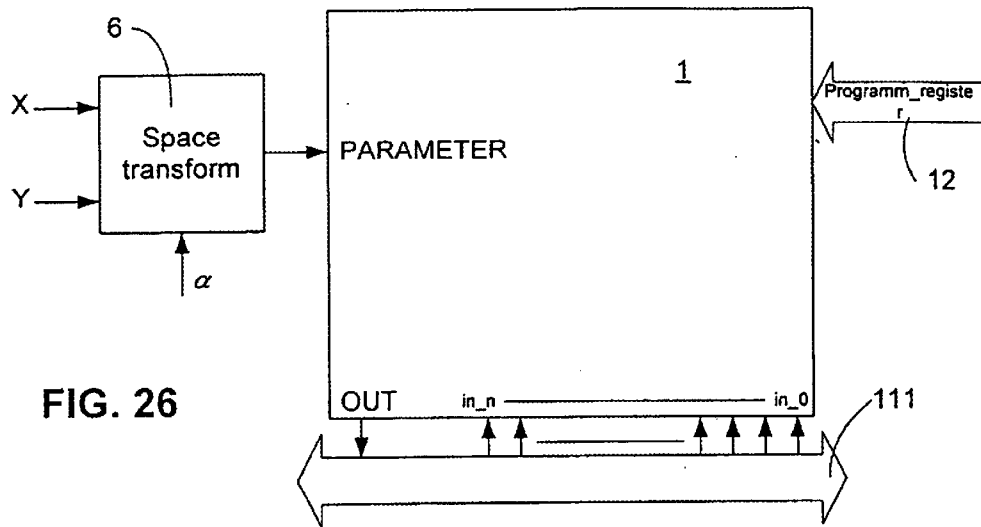 6
1
X
Space
transform
Y
α
PARAMETER
Programm_registe
r
12
FIG. 26
OUT
in_n
in_0
111